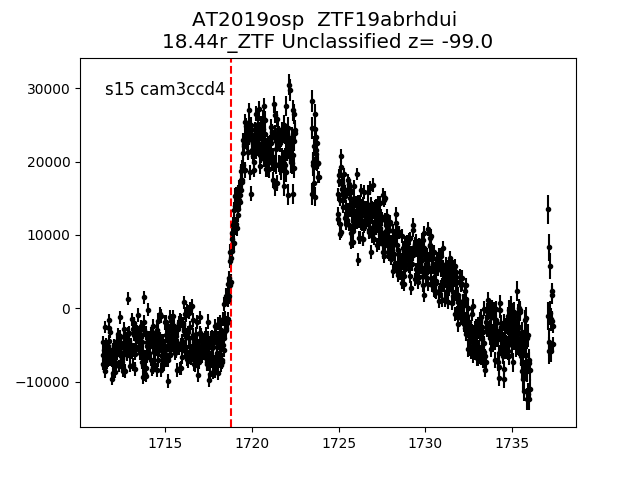 AT2019osp  ZTF19abrhdui
18.44r_ZTF Unclassified z= -99.0
s15 cam3ccd4
30000
20000
10000
0
−10000
1715 1720 1725 1730 1735